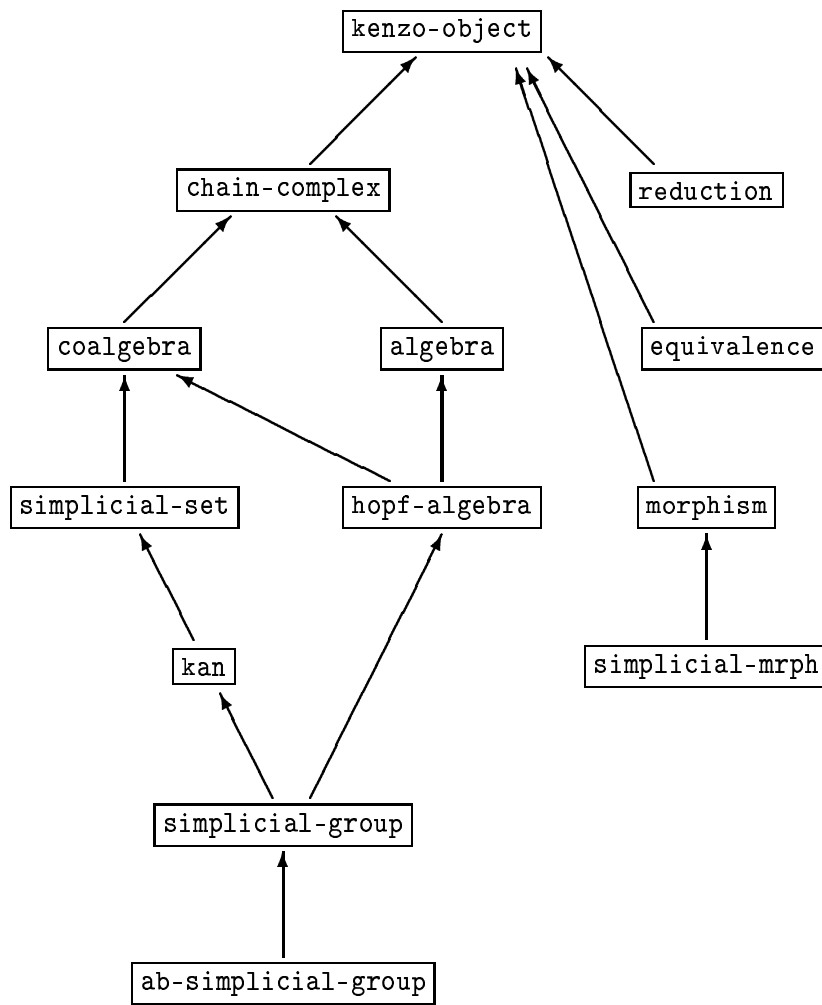 kenzo-object
chain-complex
reduction
coalgebra
algebra
equivalence
simplicial-set
hopf-algebra
morphism
kan
simplicial-mrph
simplicial-group
ab-simplicial-group